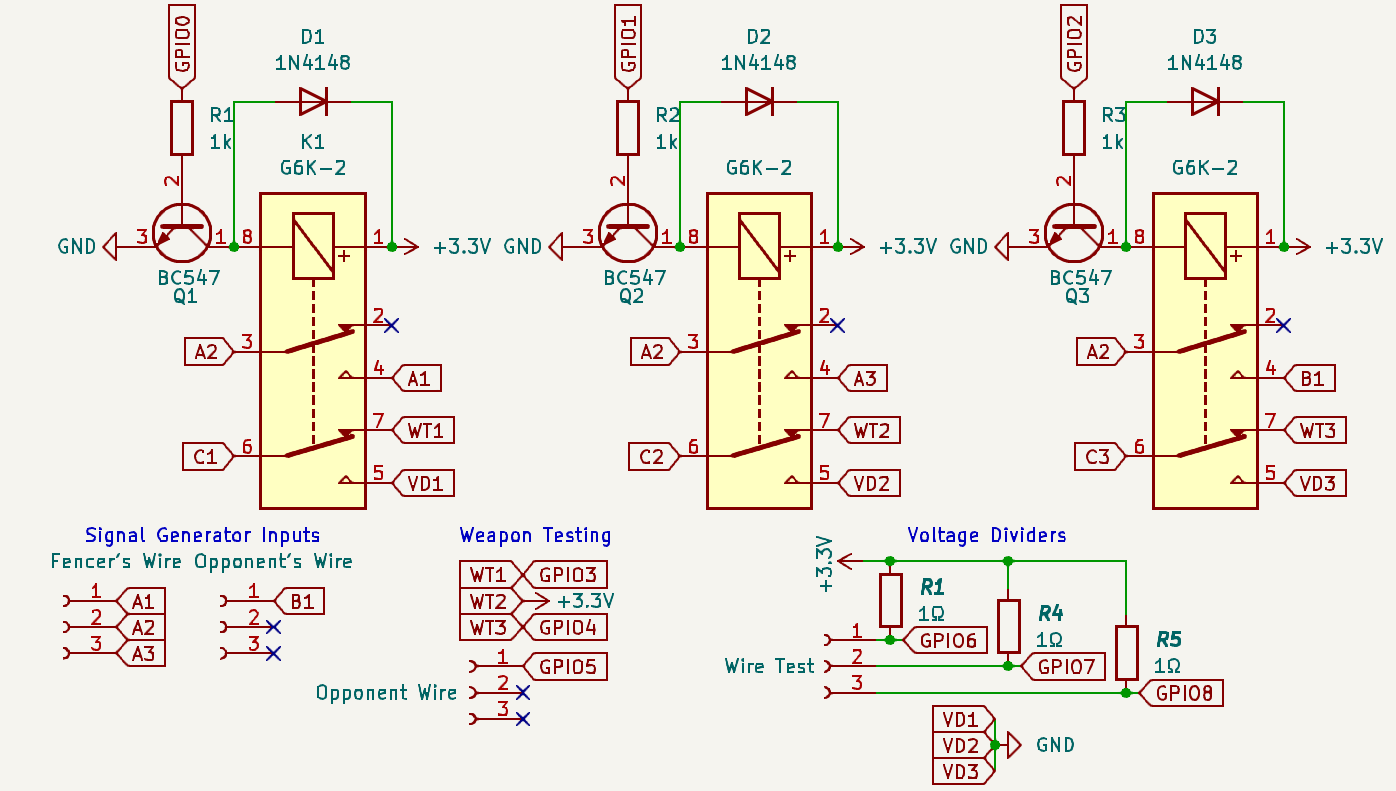 GPIO0
D1
1N4148
R1
1k
K1
G6K-2
2
GND
3
1
8
1
+
+3.3V
BC547
Q1
2
A2
3
4
A1
7
WT1
C1
6
5
VD1
GPIO1
D2
1N4148
R2
1k
G6K-2
2
GND
3
1
8
1
+
+3.3V
BC547
Q2
2
A2
3
4
A3
7
WT2
C2
6
5
VD2
GPIO2
D3
1N4148
R3
1k
G6K-2
2
GND
3
1
8
1
+
+3.3V
BC547
Q3
2
A2
3
4
B1
7
WT3
C3
6
5
VD3
Signal Generator Inputs
Fencer's Wire Opponent's Wire
1 A1
2 A2
3 A3
1 B1
2
3
Weapon Testing
WT1 GPIO3
WT2 +3.3V
WT3 GPIO4
1 GPIO5
Opponent Wire 2
3
Voltage Dividers
+3.3V
R1
1Ω
R4
1Ω
R5
1Ω
1 GPIO6
Wire Test 2 GPIO7
3 GPIO8
VD1
VD2 GND
VD3